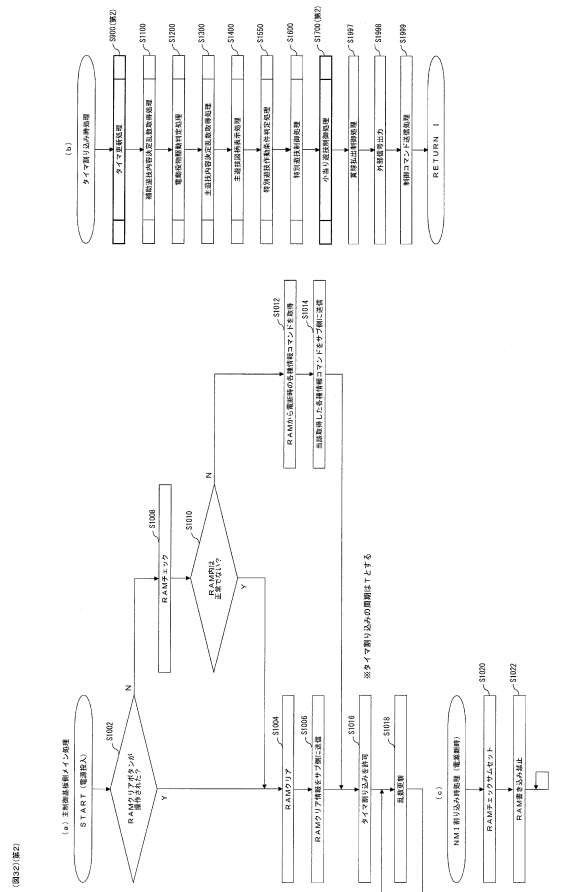 (図32)(第2)
(a) 主制御基板側メイン処理
START (電源投入)
S1002
RAMクリアボタンが
操作された?
N
Y
S1008
RAMチェック
S1010
RAM内は
正常でない?
N
Y
S1004
RAMクリア
S1006
RAMクリア情報をサブ側に送信
S1012
RAMから電断時の各種情報コマンドを取得
S1014
当該取得した各種情報コマンドをサブ側に送信
S1016
タイマ割り込みを許可
※タイマ割り込みの周期はTとする
S1018
乱数更新
(b)
タイマ割り込み時処理
S900(第2)
タイマ更新処理
S1100
補助遊技内容決定乱数取得処理
S1200
電動役物駆動判定処理
S1300
主遊技内容決定乱数取得処理
S1400
主遊技図柄表示処理
S1550
特別遊技作動条件判定処理
S1600
特別遊技制御処理
S1700(第2)
小当り遊技制御処理
S1997
賞球払出制御処理
S1998
外部信号出力
S1999
制御コマンド送信処理
RETURN I
(c)
NMI割り込み時処理(電業断時)
S1020
RAMチェックサムセット
S1022
RAM書き込み禁止